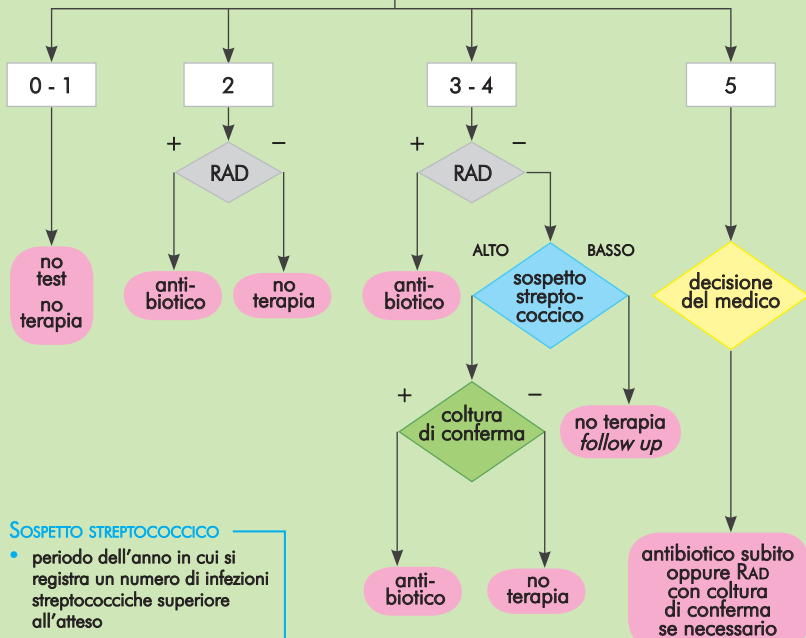 0 - 1
2
3 - 4
5
+
−
RAD
+
−
RAD
no
test
no
terapia
anti-
biotico
no
terapia
anti-
biotico
ALTO
BASSO
sospetto
strepto-
coccico
decisione
del medico
+
−
coltura
di conferma
no terapia
follow up
anti-
biotico
no
terapia
antibiotico subito
oppure RAD
con coltura
di conferma
se necessario
SOSPETTO STREPTOCOCCICO
• periodo dell'anno in cui si
registra un numero di infezioni
streptococciche superiore
all'atteso